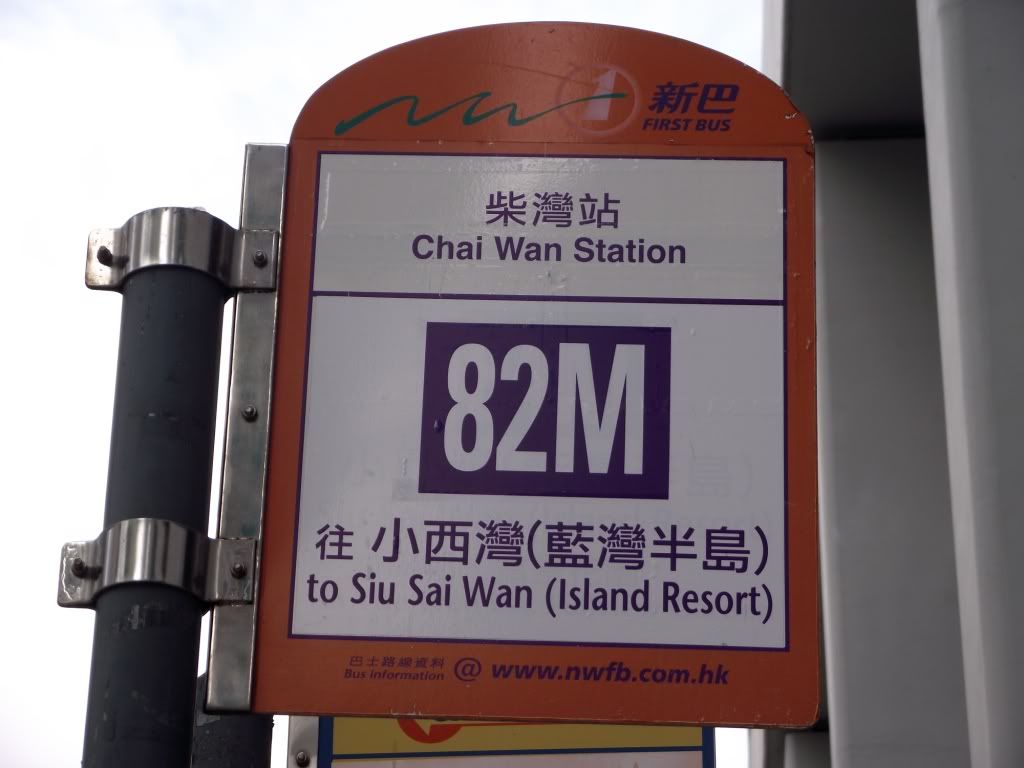 1 新巴
FIRST BUS
柴灣站
Chai Wan Station
82M
往 小西灣(藍灣半島)
to Siu Sai Wan (Island Resort)
巴士路線資料
Bus Information @ www.nwfb.com.hk